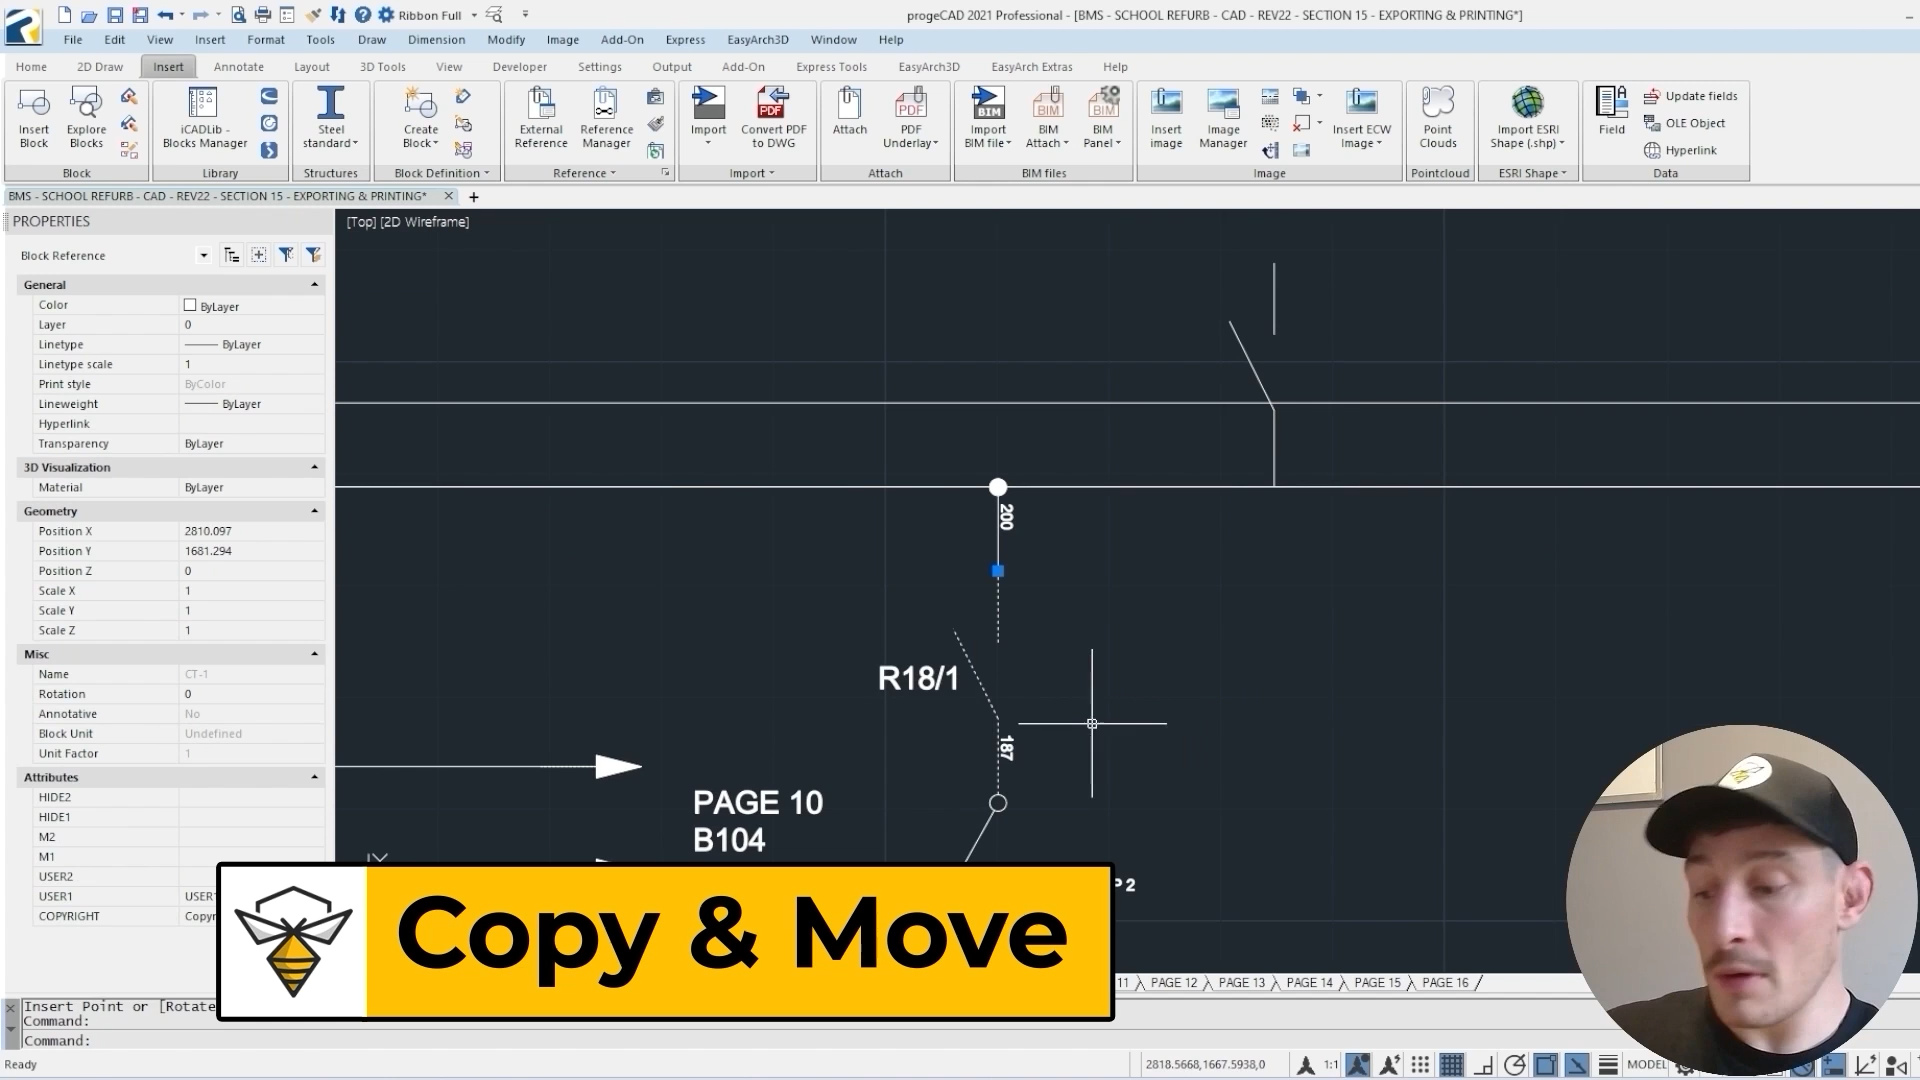 Ribbon Full
progeCAD 2021 Professional - [BMS - SCHOOL REFURB - CAD - REV22 - SECTION 15 - EXPORTING & PRINTING*]
File Edit View Insert Format Tools Draw Dimension Modify Image Add-On Express EasyArch3D Window Help
Home 2D Draw Insert Annotate Layout 3D Tools View Developer Settings Output Add-On Express Tools EasyArch3D EasyArch Extras Help
Insert Block
Explore Blocks
iCADLib - Blocks Manager
Steel standard
Create Block
External Reference
Reference Manager
Import
Convert PDF to DWG
Attach
PDF Underlay
Import BIM file
BIM Attach
BIM Panel
Insert image
Image Manager
Insert ECW Image
Point Clouds
Import ESRI Shape (.shp)
Field
Update fields
OLE Object
Hyperlink
Block Library Structures Block Definition Reference Import Attach BIM files Image Pointcloud ESRI Shape Data
BMS - SCHOOL REFURB - CAD - REV22 - SECTION 15 - EXPORTING & PRINTING*
PROPERTIES
[Top] [2D Wireframe]
Block Reference
General
Color ByLayer
Layer 0
Linetype ByLayer
Linetype scale 1
Print style ByColor
Lineweight ByLayer
Hyperlink
Transparency ByLayer
3D Visualization
Material ByLayer
Geometry
Position X 2810.097
Position Y 1681.294
Position Z 0
Scale X 1
Scale Y 1
Scale Z 1
Misc
Name CT-1
Rotation 0
Annotative No
Block Unit Undefined
Unit Factor 1
Attributes
HIDE2
HIDE1
M2
M1
USER2
USER1 USER1
COPYRIGHT Copyr
200
R18/1
187
PAGE 10
B104
P 2
Copy & Move
11 PAGE 12 PAGE 13 PAGE 14 PAGE 15 PAGE 16
Insert Point or [Rotate
Command:
Command:
Ready
2818.5668,1667.5938,0
1:1
MODEL